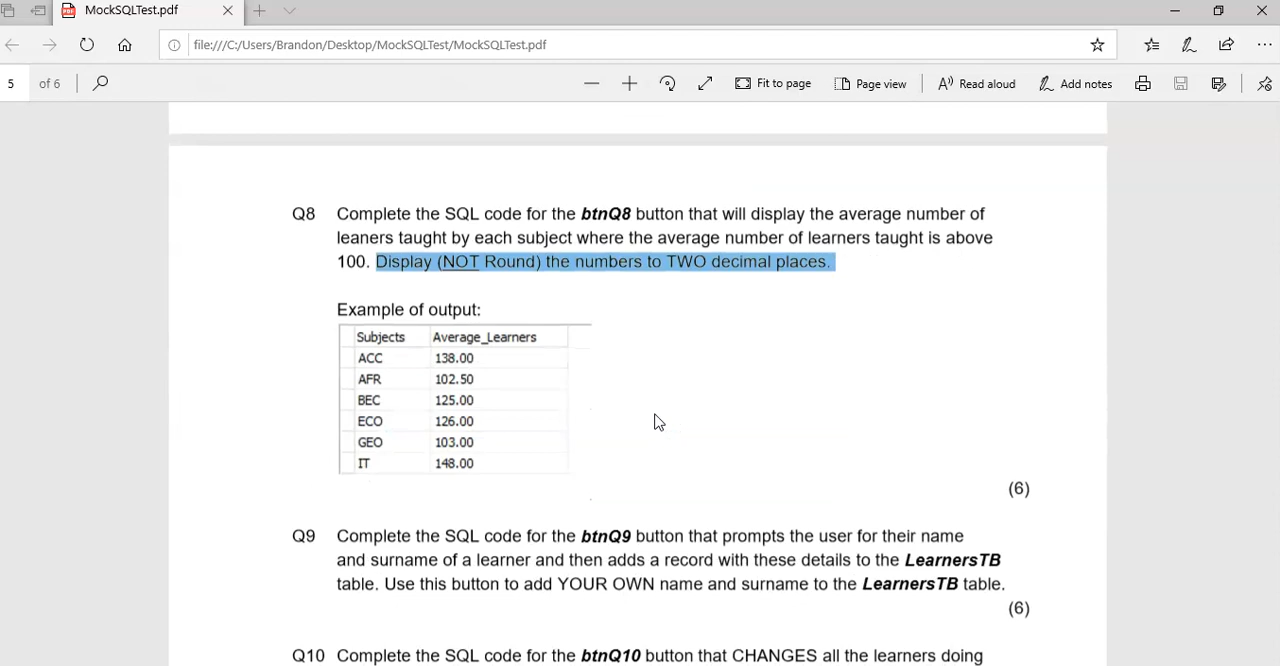 MockSQLTest.pdf
file:///C:/Users/Brandon/Desktop/MockSQLTest/MockSQLTest.pdf
5 of 6 Fit to page Page view Read aloud Add notes
Q8 Complete the SQL code for the btnQ8 button that will display the average number of
leaners taught by each subject where the average number of learners taught is above
100. Display (NOT Round) the numbers to TWO decimal places.
Example of output:
Subjects Average_Learners
ACC 138.00
AFR 102.50
BEC 125.00
ECO 126.00
GEO 103.00
IT 148.00
(6)
Q9 Complete the SQL code for the btnQ9 button that prompts the user for their name
and surname of a learner and then adds a record with these details to the LearnersTB
table. Use this button to add YOUR OWN name and surname to the LearnersTB table.
(6)
Q10 Complete the SQL code for the btnQ10 button that CHANGES all the learners doing